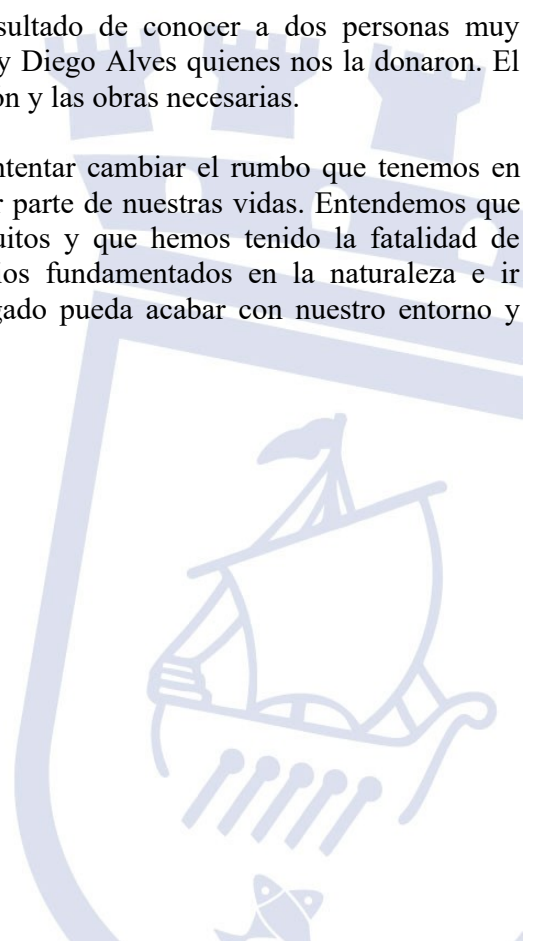 sultado de conocer a dos personas muy
y Diego Alves quienes nos la donaron. El
on y las obras necesarias.
ntentar cambiar el rumbo que tenemos en
r parte de nuestras vidas. Entendemos que
uitos y que hemos tenido la fatalidad de
ios fundamentados en la naturaleza e ir
gado pueda acabar con nuestro entorno y